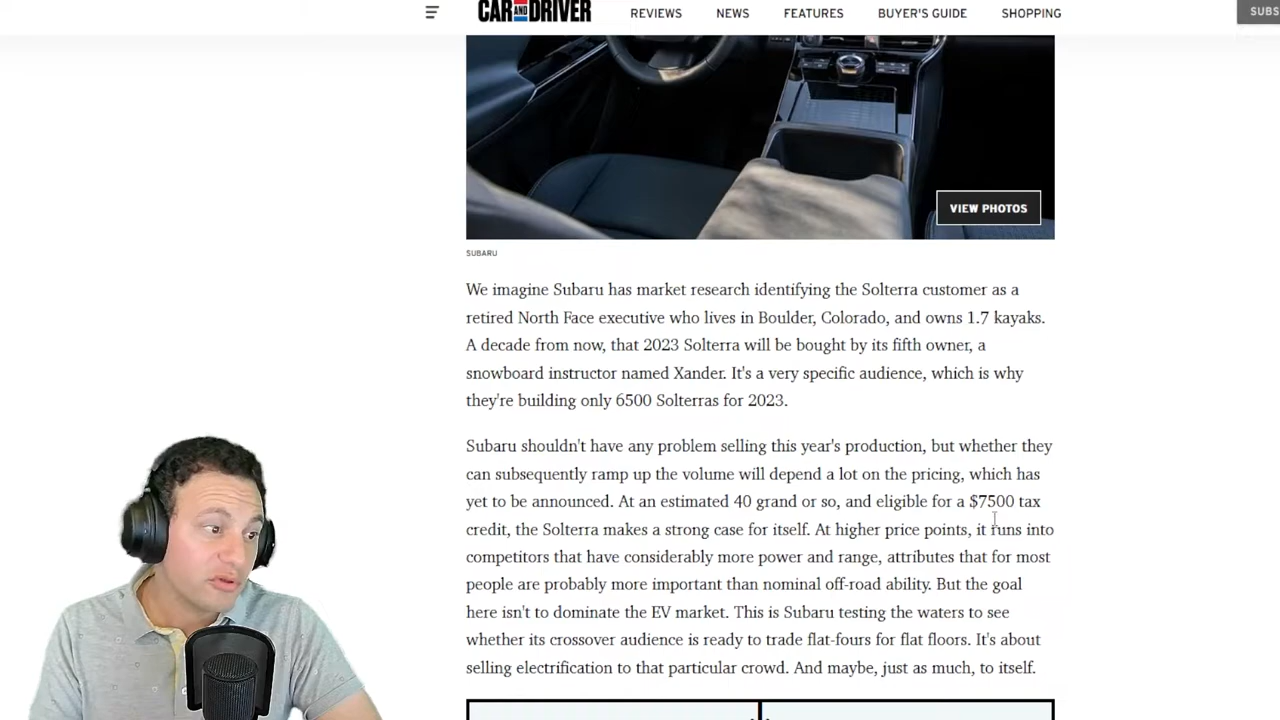 CAR AND DRIVER
REVIEWS NEWS FEATURES BUYER'S GUIDE SHOPPING
SUBS
VIEW PHOTOS
SUBARU
We imagine Subaru has market research identifying the Solterra customer as a
retired North Face executive who lives in Boulder, Colorado, and owns 1.7 kayaks.
A decade from now, that 2023 Solterra will be bought by its fifth owner, a
snowboard instructor named Xander. It's a very specific audience, which is why
they're building only 6500 Solterras for 2023.
Subaru shouldn't have any problem selling this year's production, but whether they
can subsequently ramp up the volume will depend a lot on the pricing, which has
yet to be announced. At an estimated 40 grand or so, and eligible for a $7500 tax
credit, the Solterra makes a strong case for itself. At higher price points, it runs into
competitors that have considerably more power and range, attributes that for most
people are probably more important than nominal off-road ability. But the goal
here isn't to dominate the EV market. This is Subaru testing the waters to see
whether its crossover audience is ready to trade flat-fours for flat floors. It's about
selling electrification to that particular crowd. And maybe, just as much, to itself.